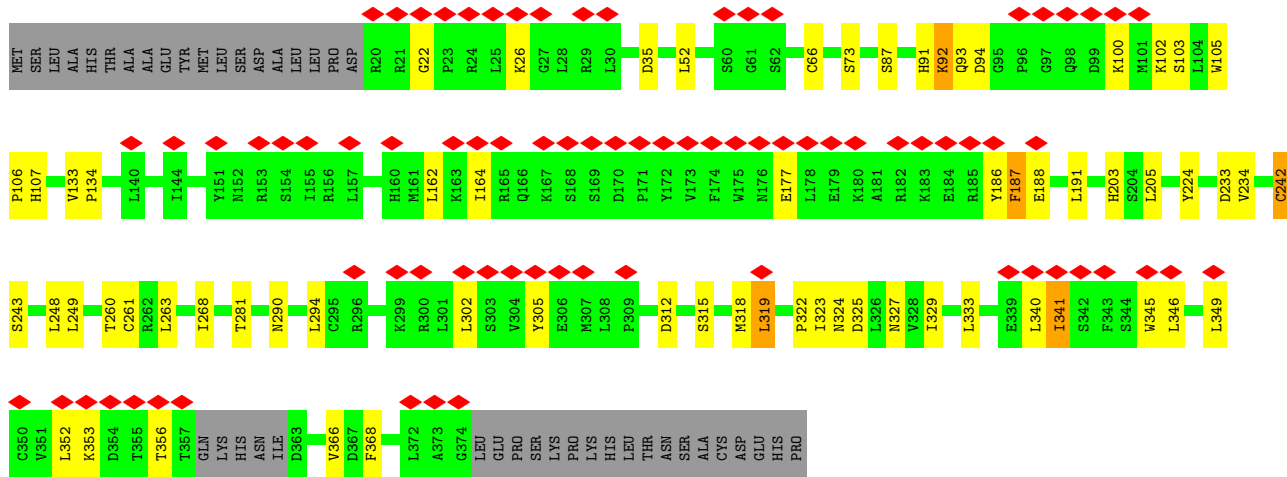 MET SER LEU ALA HIS THR ALA ALA GLU TYR MET LEU SER ASP ALA LEU LEU PRO ASP R20 R21 G22 P23 R24 L25 K26 G27 L28 R29 L30 D35 L52 S60 G61 S62 C66 S73 S87 H91 K92 Q93 D94 G95 P96 G97 Q98 D99 K100 M101 K102 S103 L104 W105
P106 H107 V133 P134 L140 I144 Y151 N152 R153 S154 I155 R156 L157 H160 M161 L162 K163 I164 R165 Q166 K167 S168 S169 D170 P171 Y172 V173 F174 W175 N176 E177 L178 E179 K180 A181 R182 K183 E184 R185 Y186 F187 E188 L191 H203 S204 L205 Y224 D233 V234 C242
S243 L248 L249 T260 C261 R262 L263 I268 T281 N290 L294 C295 R296 K299 R300 L301 L302 S303 V304 Y305 E306 M307 L308 P309 D312 S315 M318 L319 P322 I323 N324 D325 L326 N327 V328 I329 L333 E339 L340 I341 S342 F343 S344 W345 L346 L349
C350 V351 L352 K353 D354 T355 T356 T357 GLN LYS HIS ASN ILE D363 V366 D367 F368 L372 A373 G374 LEU GLU PRO SER LYS PRO LYS HIS LEU THR ASN SER ALA CYS ASP GLU HIS PRO